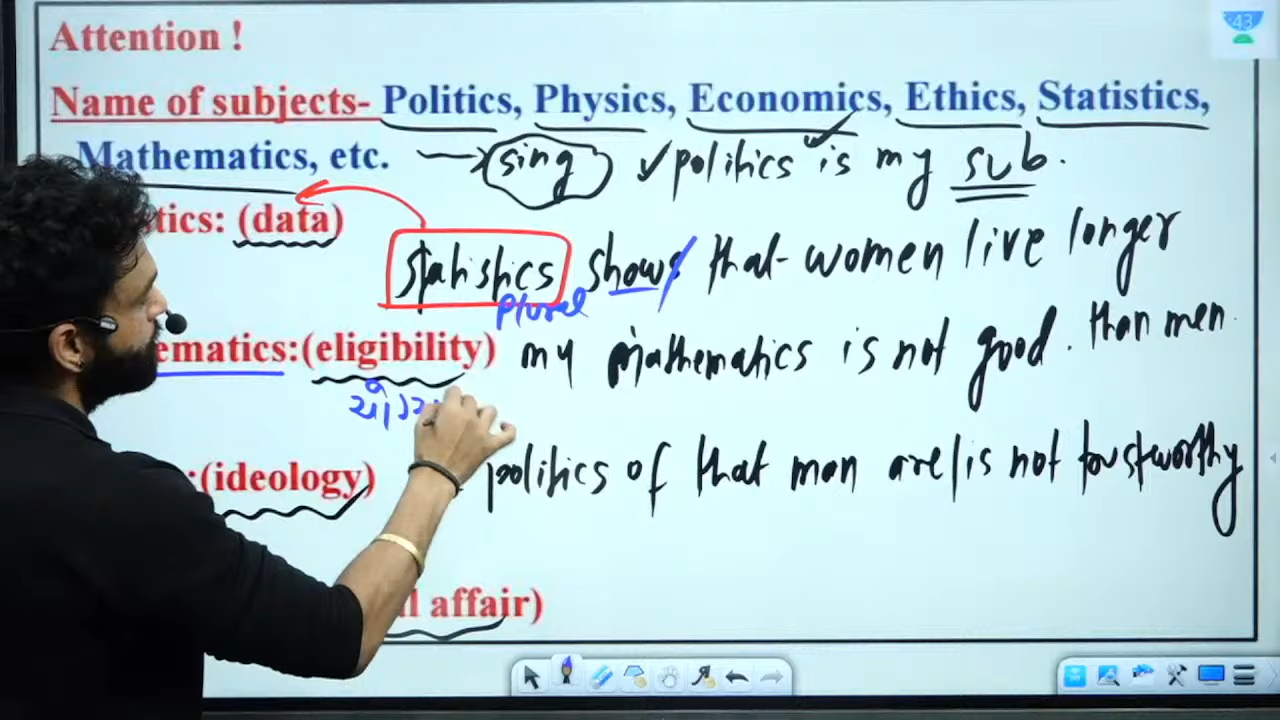 Attention !
43
Name of subjects- Politics, Physics, Economics, Ethics, Statistics,
Mathematics, etc. → sing ✓politics is my sub.
tics: (data)
statistics shows that women live longer
than men.
Plural
ematics:(eligibility) my mathematics is not good.
politics of that man are/is not trustworthy
:(ideology)
l affair)